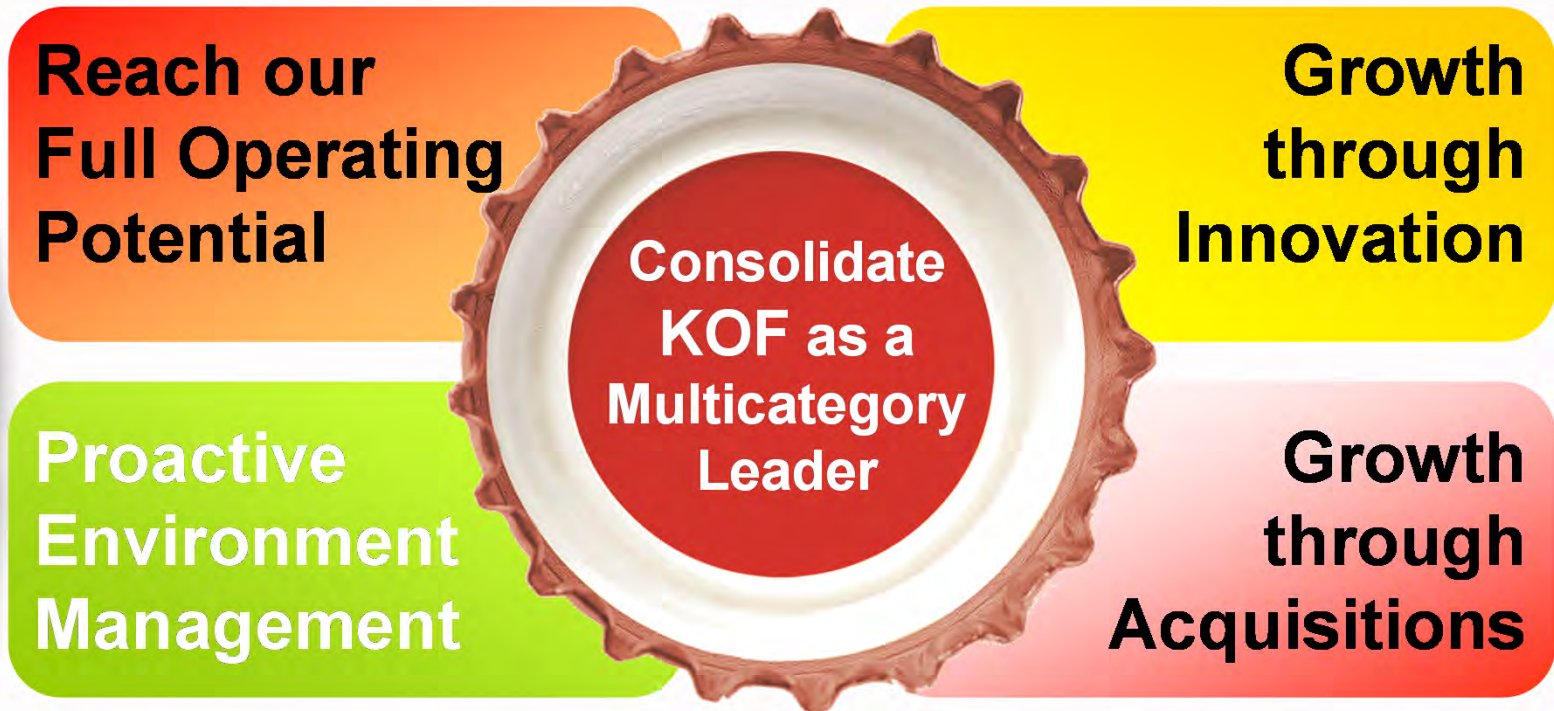 Reach our
Full Operating
Potential
Growth
through
Innovation
Consolidate
KOF as a
Multicategory
Leader
Proactive
Environment
Management
Growth
through
Acquisitions